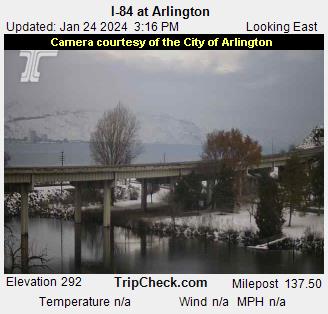 I-84 at Arlington
Updated: Jan 24 2024 3:16 PM Looking East
Camera courtesy of the City of Arlington
Elevation 292 TripCheck.com Milepost 137.50
Temperature n/a Wind n/a MPH n/a